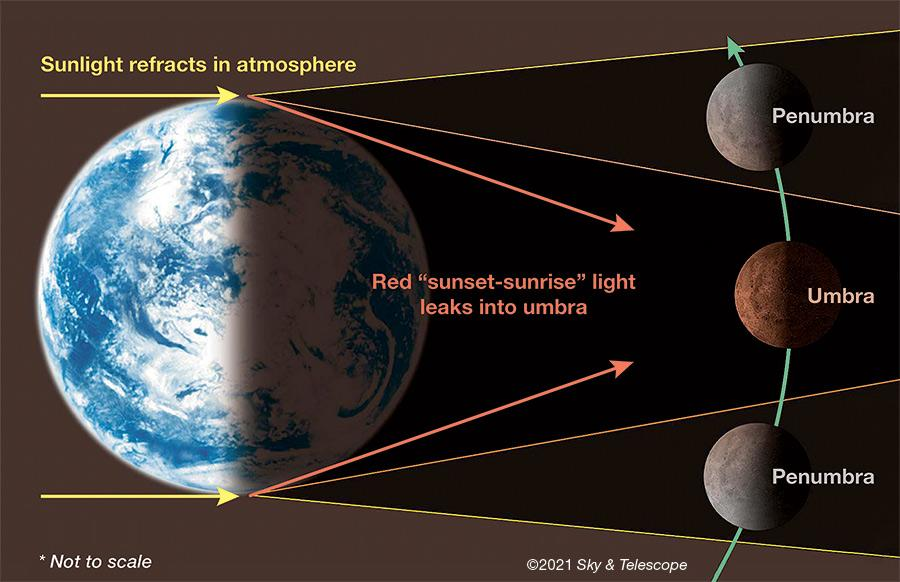 Sunlight refracts in atmosphere
Penumbra
Red “sunset-sunrise” light
leaks into umbra
Umbra
Penumbra
* Not to scale
©2021 Sky & Telescope